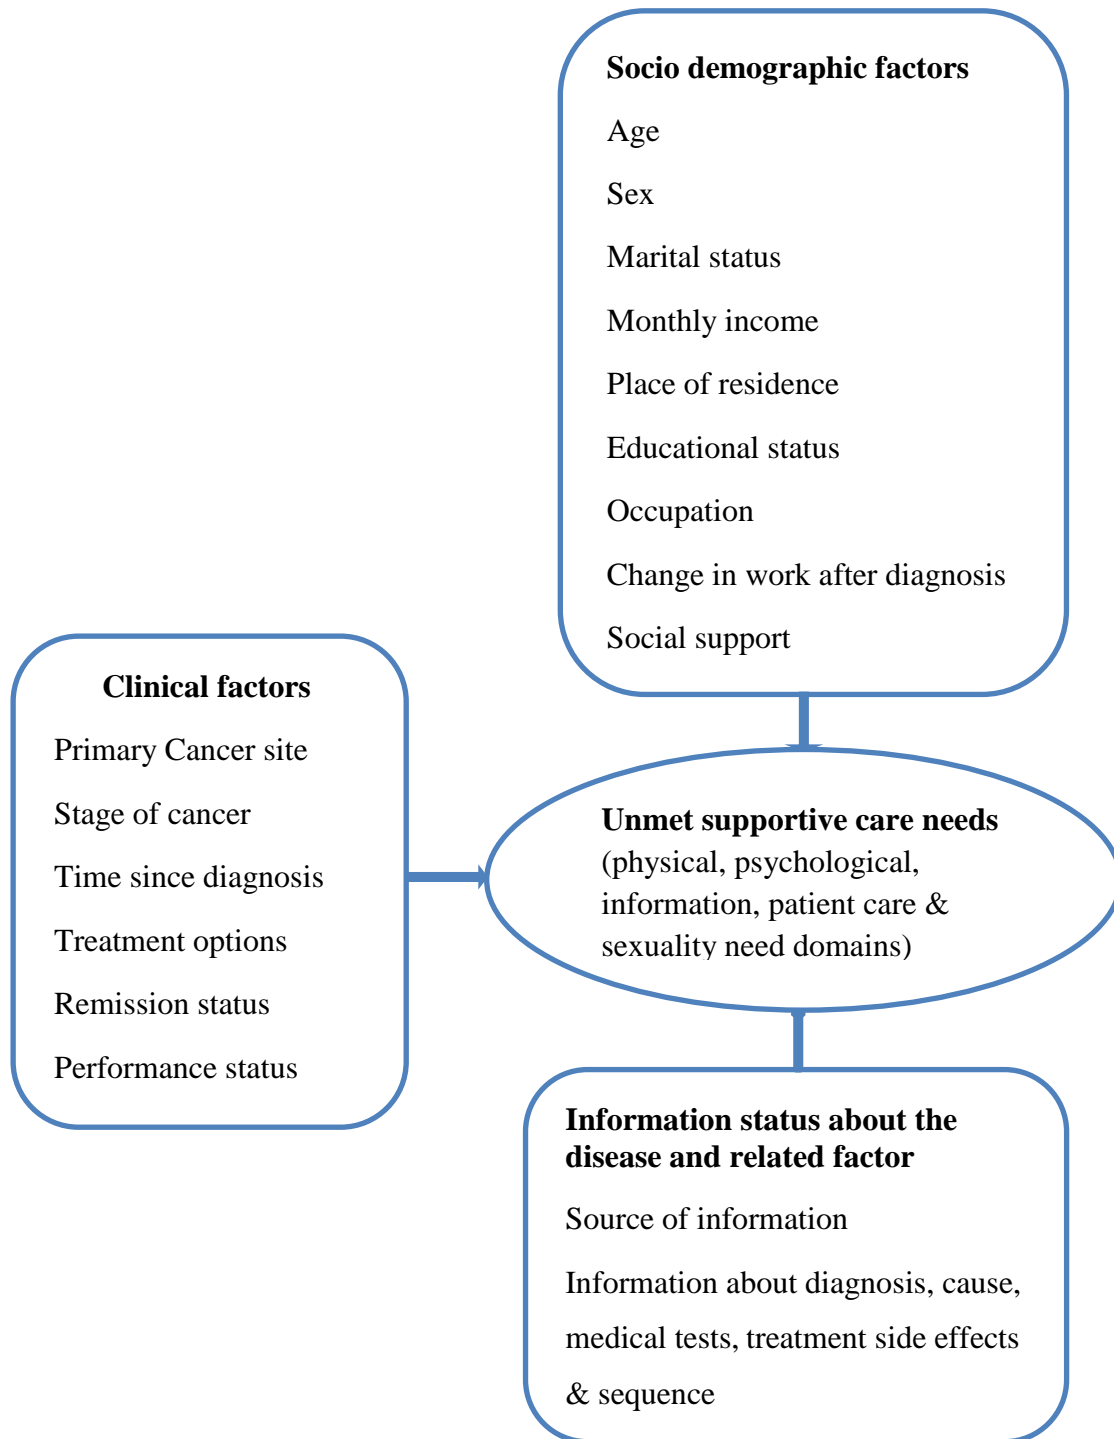 Socio demographic factors
Age
Sex
Marital status
Monthly income
Place of residence
Educational status
Occupation
Change in work after diagnosis
Social support
Clinical factors
Primary Cancer site
Stage of cancer
Time since diagnosis
Treatment options
Remission status
Performance status
Unmet supportive care needs
(physical, psychological,
information, patient care &
sexuality need domains)
Information status about the
disease and related factor
Source of information
Information about diagnosis, cause,
medical tests, treatment side effects
& sequence